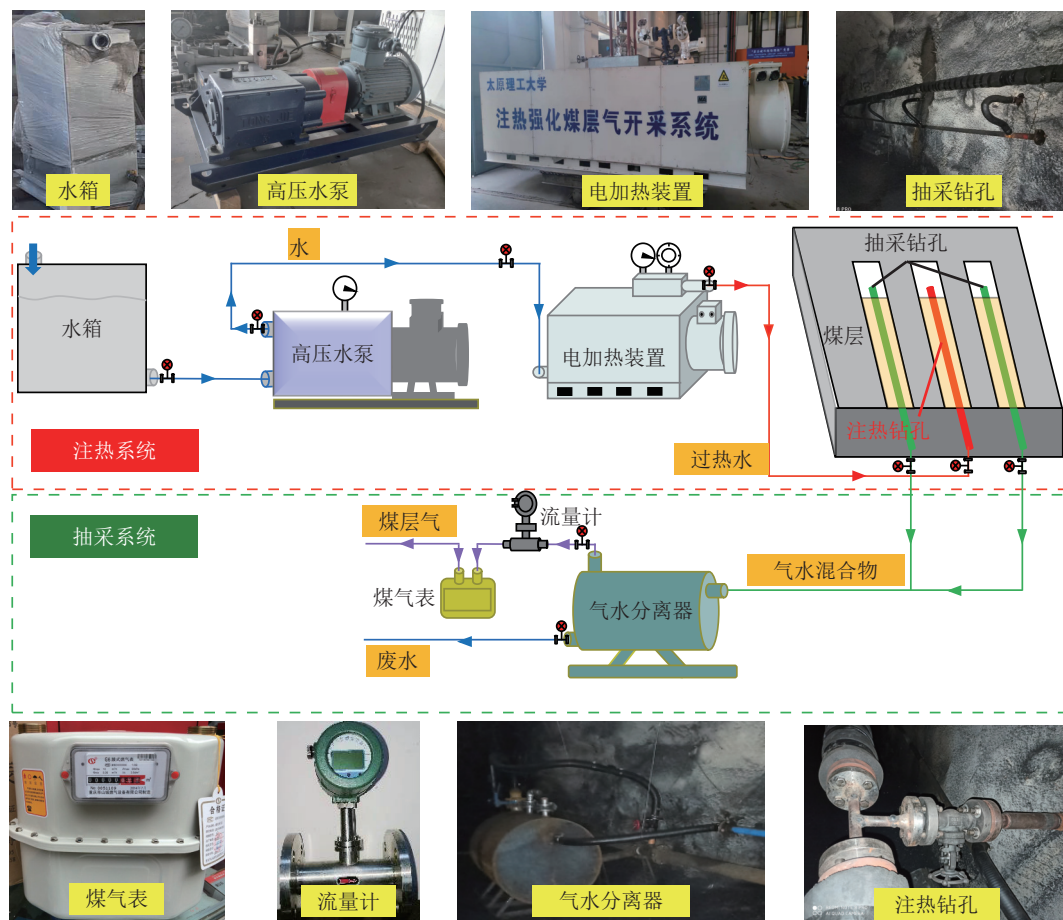 太原理工大学
注热强化煤层气开采系统
水箱
高压水泵
电加热装置
抽采钻孔
水
抽采钻孔
水箱
高压水泵
电加热装置
煤层
注热钻孔
注热系统
过热水
抽采系统
煤层气
流量计
气水混合物
煤气表
气水分离器
废水
煤气表
流量计
气水分离器
注热钻孔